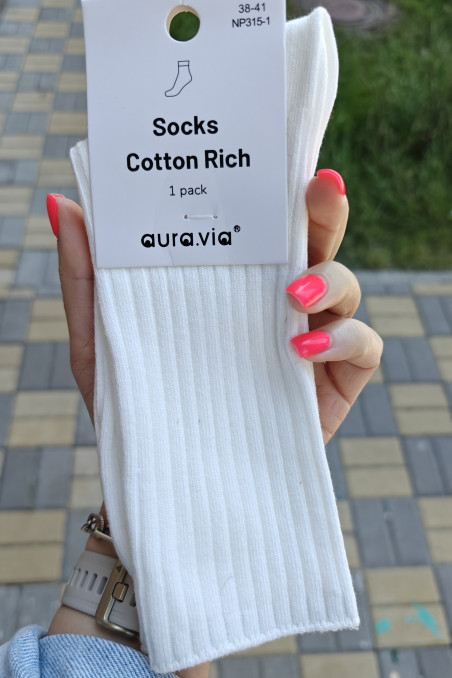 38-41
NP315-1
Socks
Cotton Rich
1 pack
aura.via®